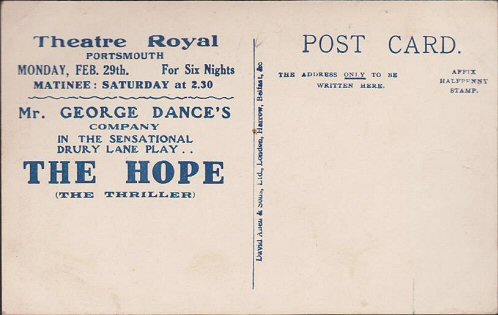 Theatre Royal
PORTSMOUTH
MONDAY, FEB. 29th. For Six Nights
MATINEE: SATURDAY at 2.30
Mr. GEORGE DANCE'S
COMPANY
IN THE SENSATIONAL
DRURY LANE PLAY . .
THE HOPE
(THE THRILLER)
David Allen & Sons, Ltd., London, Harrow, Belfast, &c
POST CARD.
THE ADDRESS ONLY TO BE
WRITTEN HERE.
AFFIX
HALFPENNY
STAMP.